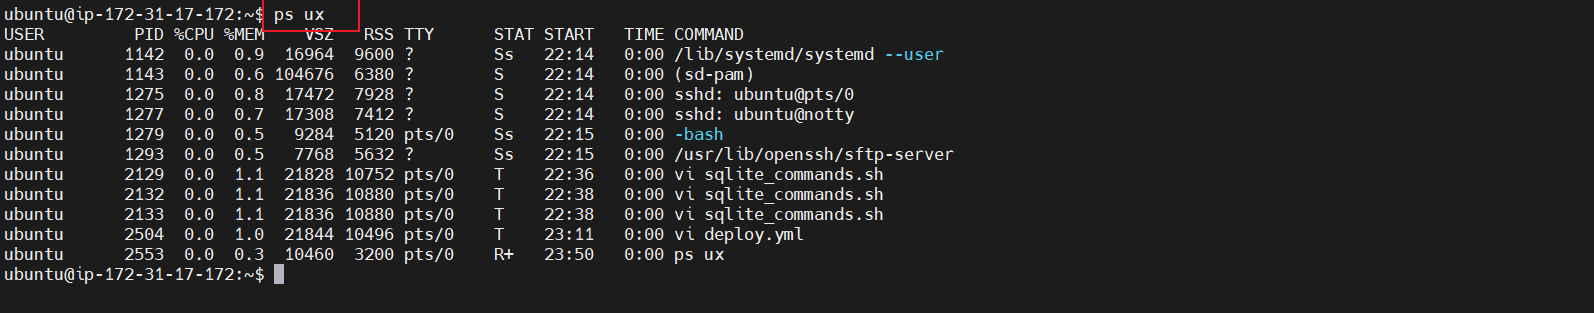 ubuntu@ip-172-31-17-172:~$ ps ux
USER         PID %CPU %MEM    VSZ   RSS TTY      STAT START   TIME COMMAND
ubuntu      1142  0.0  0.9  16964  9600 ?        Ss   22:14   0:00 /lib/systemd/systemd --user
ubuntu      1143  0.0  0.6 104676  6380 ?        S    22:14   0:00 (sd-pam)
ubuntu      1275  0.0  0.8  17472  7928 ?        S    22:14   0:00 sshd: ubuntu@pts/0
ubuntu      1277  0.0  0.7  17308  7412 ?        S    22:14   0:00 sshd: ubuntu@notty
ubuntu      1279  0.0  0.5   9284  5120 pts/0    Ss   22:15   0:00 -bash
ubuntu      1293  0.0  0.5   7768  5632 ?        Ss   22:15   0:00 /usr/lib/openssh/sftp-server
ubuntu      2129  0.0  1.1  21828 10752 pts/0    T    22:36   0:00 vi sqlite_commands.sh
ubuntu      2132  0.0  1.1  21836 10880 pts/0    T    22:38   0:00 vi sqlite_commands.sh
ubuntu      2133  0.0  1.1  21836 10880 pts/0    T    22:38   0:00 vi sqlite_commands.sh
ubuntu      2504  0.0  1.0  21844 10496 pts/0    T    23:11   0:00 vi deploy.yml
ubuntu      2553  0.0  0.3  10460  3200 pts/0    R+   23:50   0:00 ps ux
ubuntu@ip-172-31-17-172:~$